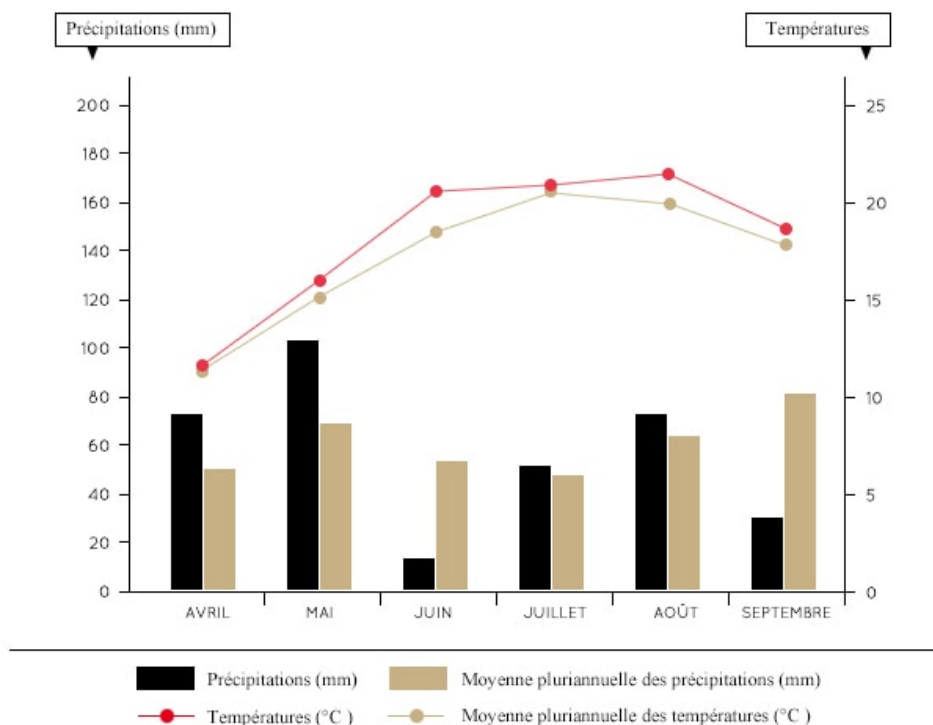 Précipitations (mm) Températures
200 25
180
160 20
140
120 15
100
80 10
60
40 5
20
0 0
AVRIL MAI JUIN JUILLET AOÛT SEPTEMBRE
Précipitations (mm) Moyenne pluriannuelle des précipitations (mm)
Températures (°C ) Moyenne pluriannuelle des températures (°C )